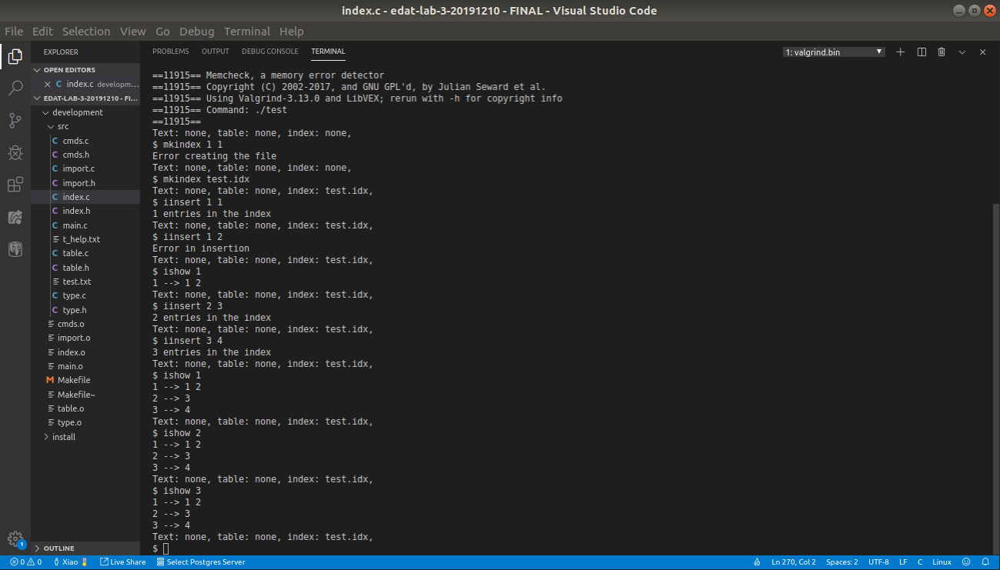 index.c - edat-lab-3-20191210 - FINAL - Visual Studio Code
File Edit Selection View Go Debug Terminal Help
EXPLORER
OPEN EDITORS
index.c developm...
EDAT-LAB-3-20191210 - FI...
development
src
C cmds.c
C cmds.h
C import.c
C import.h
C index.c
C index.h
C main.c
t_help.txt
C table.c
C table.h
test.txt
C type.c
C type.h
cmds.o
import.o
index.o
main.o
M Makefile
Makefile~
table.o
type.o
install
OUTLINE
PROBLEMS OUTPUT DEBUG CONSOLE TERMINAL
1: valgrind.bin
==11915== Memcheck, a memory error detector
==11915== Copyright (C) 2002-2017, and GNU GPL'd, by Julian Seward et al.
==11915== Using Valgrind-3.13.0 and LibVEX; rerun with -h for copyright info
==11915== Command: ./test
==11915==
Text: none, table: none, index: none,
$ mkindex 1 1
Error creating the file
Text: none, table: none, index: none,
$ mkindex test.idx
Text: none, table: none, index: test.idx,
$ iinsert 1 1
1 entries in the index
Text: none, table: none, index: test.idx,
$ iinsert 1 2
Error in insertion
Text: none, table: none, index: test.idx,
$ ishow 1
1 --> 1 2
Text: none, table: none, index: test.idx,
$ iinsert 2 3
2 entries in the index
Text: none, table: none, index: test.idx,
$ iinsert 3 4
3 entries in the index
Text: none, table: none, index: test.idx,
$ ishow 1
1 --> 1 2
2 --> 3
3 --> 4
Text: none, table: none, index: test.idx,
$ ishow 2
1 --> 1 2
2 --> 3
3 --> 4
Text: none, table: none, index: test.idx,
$ ishow 3
1 --> 1 2
2 --> 3
3 --> 4
Text: none, table: none, index: test.idx,
$
1
0 0 Xiao Live Share Select Postgres Server Ln 270, Col 2 Spaces: 2 UTF-8 LF C Linux